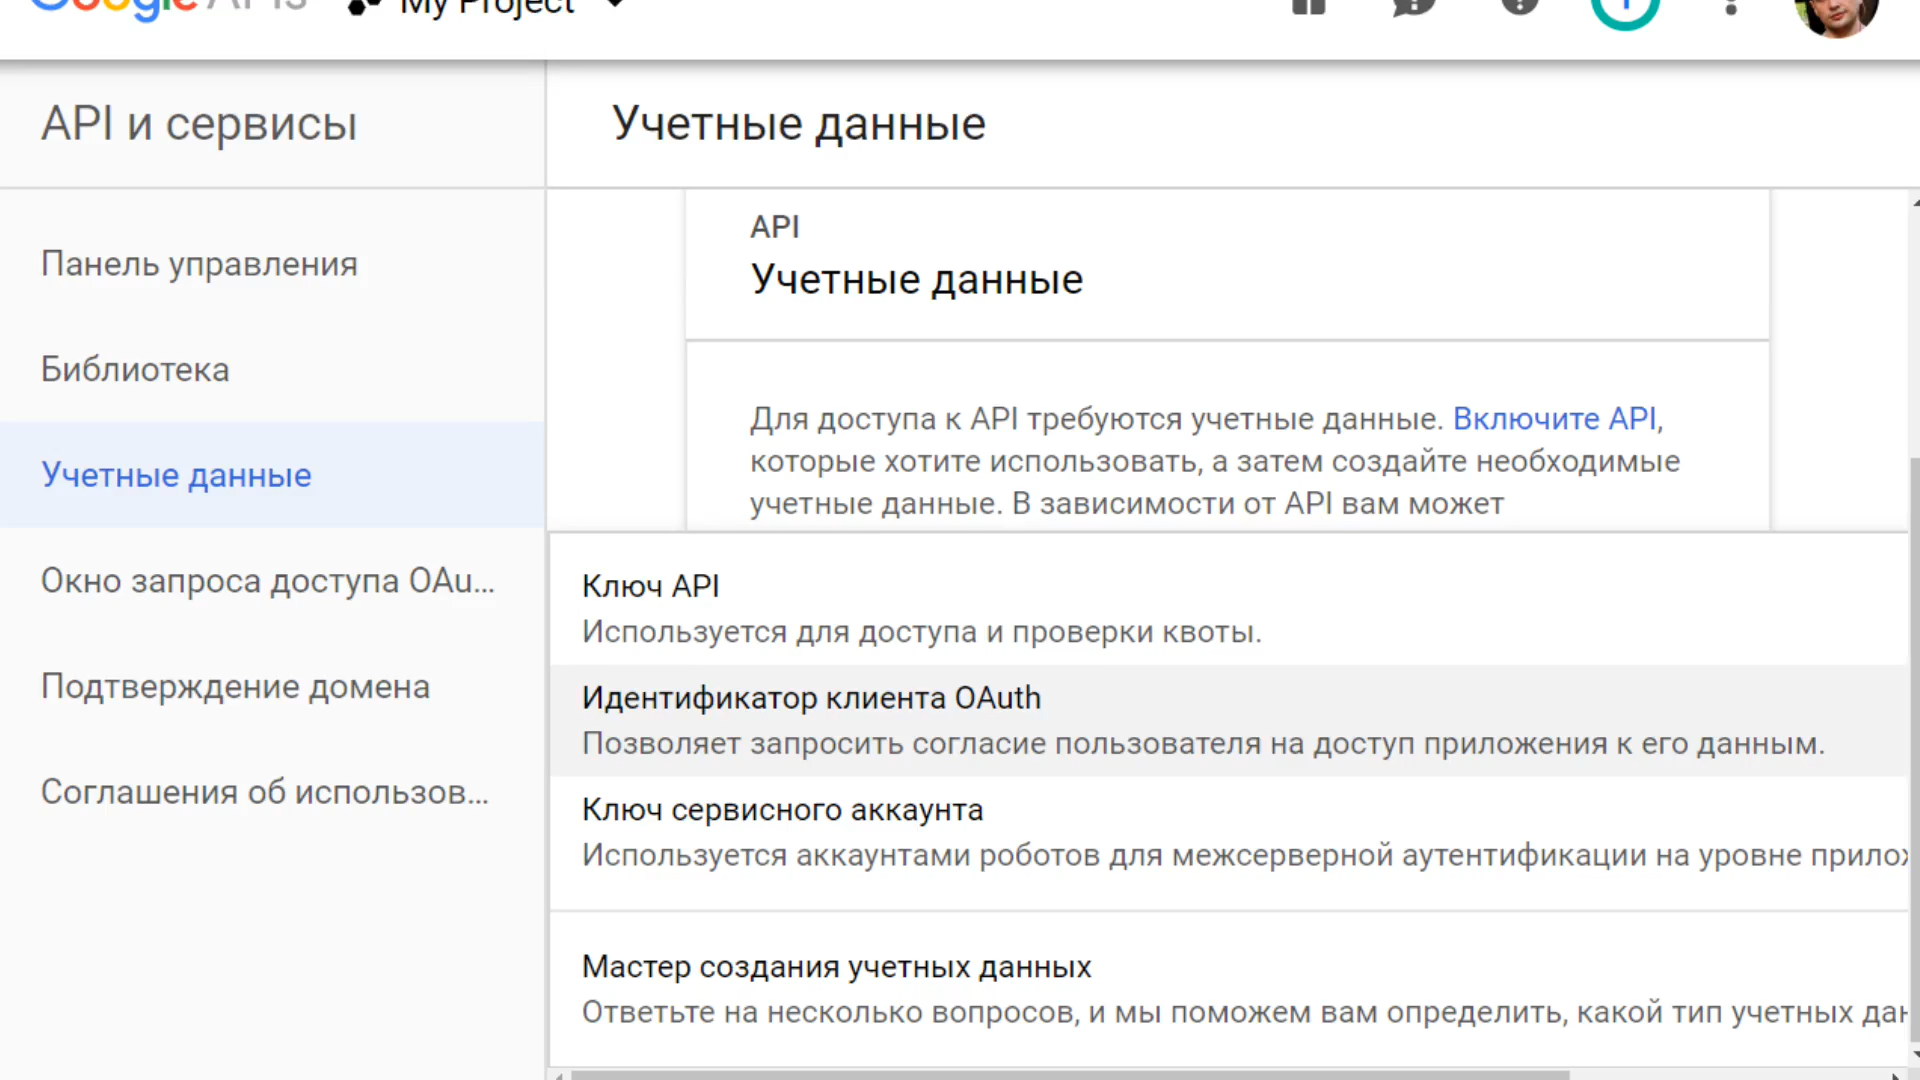 Google APIs My Project
API и сервисы
Учетные данные
Панель управления
Библиотека
Учетные данные
Окно запроса доступа OAu...
Подтверждение домена
Соглашения об использов...
API
Учетные данные
Для доступа к API требуются учетные данные. Включите API,
которые хотите использовать, а затем создайте необходимые
учетные данные. В зависимости от API вам может
Ключ API
Используется для доступа и проверки квоты.
Идентификатор клиента OAuth
Позволяет запросить согласие пользователя на доступ приложения к его данным.
Ключ сервисного аккаунта
Используется аккаунтами роботов для межсерверной аутентификации на уровне прилож
Мастер создания учетных данных
Ответьте на несколько вопросов, и мы поможем вам определить, какой тип учетных дан